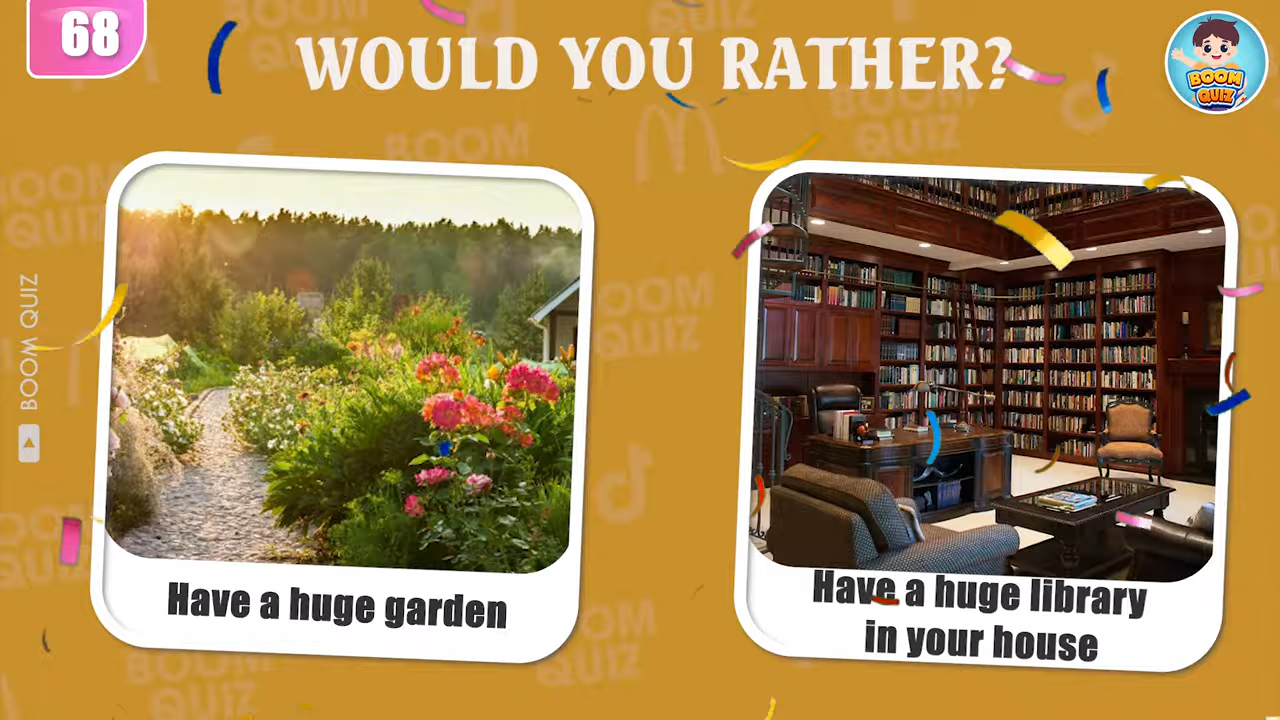 68
WOULD YOU RATHER?
BOOM
QUIZ
BOOM QUIZ
Have a huge garden
Have a huge library
in your house